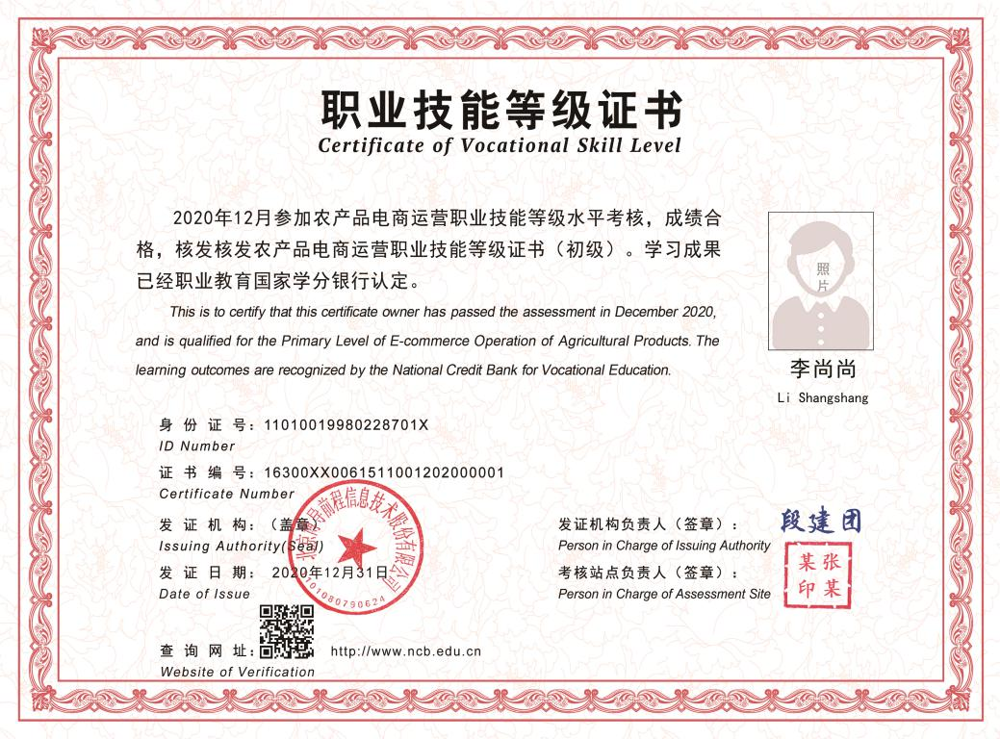 职业技能等级证书
Certificate of Vocational Skill Level
2020年12月参加农产品电商运营职业技能等级水平考核，成绩合
格，核发核发农产品电商运营职业技能等级证书（初级）。学习成果
已经职业教育国家学分银行认定。
This is to certify that this certificate owner has passed the assessment in December 2020,
and is qualified for the Primary Level of E-commerce Operation of Agricultural Products. The
learning outcomes are recognized by the National Credit Bank for Vocational Education.
照
片
李尚尚
Li Shangshang
身份证号：11010019980228701X
ID Number
证书编号：16300XX0061511001202000001
Certificate Number
发证机构：（盖章）
Issuing Authority(Seal)
发证日期： 2020年12月31日
Date of Issue
北京博导前程信息技术股份有限公司
1101080790624
查询网址： http://www.ncb.edu.cn
Website of Verification
发证机构负责人（签章）： 段建团
Person in Charge of Issuing Authority
考核站点负责人（签章）：
Person in Charge of Assessment Site
张某
某印